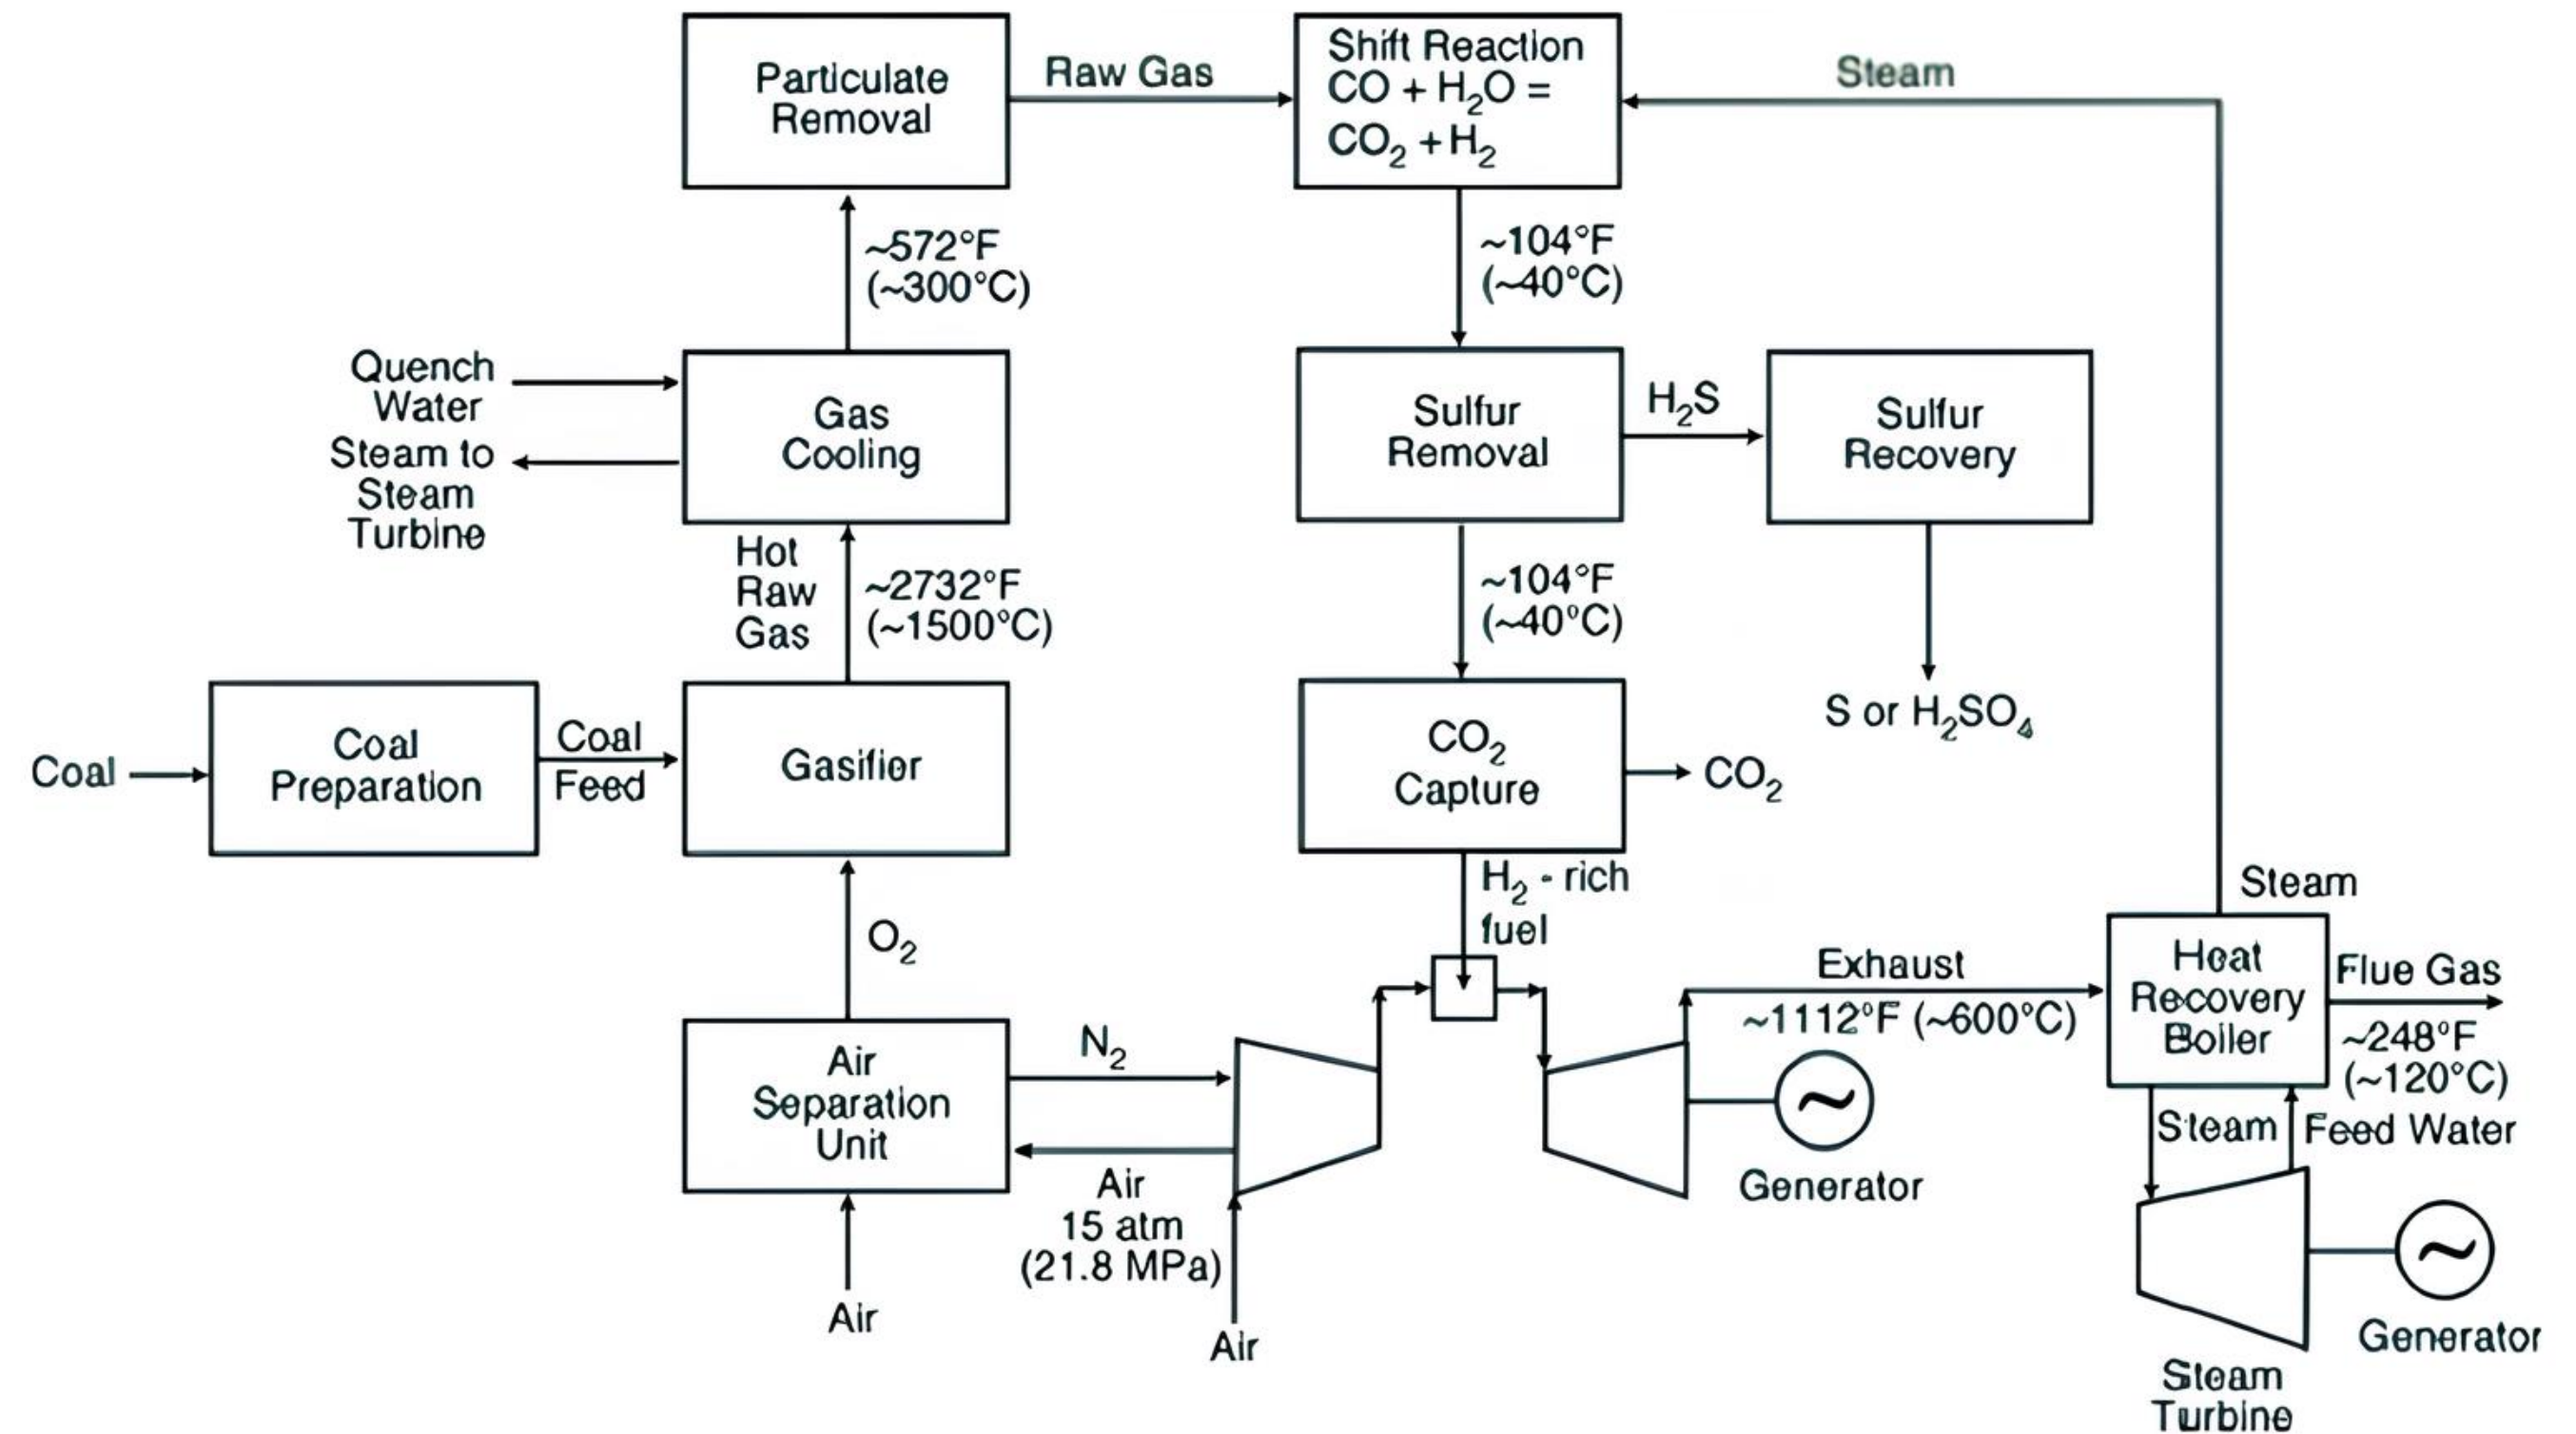 Particulate
Removal
Raw Gas
Shift Reaction
CO + H₂O =
CO₂ + H₂
Steam
~572°F
(~300°C)
~104°F
(~40°C)
Quench
Water
Steam to
Steam
Turbine
Gas
Cooling
Sulfur
Removal
H₂S
Sulfur
Recovery
Hot
Raw
Gas
~2732°F
(~1500°C)
~104°F
(~40°C)
S or H₂SO₄
Coal
Coal
Preparation
Coal
Feed
Gasifier
CO₂
Capture
CO₂
H₂ - rich
fuel
O₂
Steam
Exhaust
~1112°F (~600°C)
Heat
Recovery
Boiler
Flue Gas
~248°F
(~120°C)
Air
Separation
Unit
N₂
Air
15 atm
(21.8 MPa)
Air
Air
Generator
Steam
Feed Water
Generator
Steam
Turbine